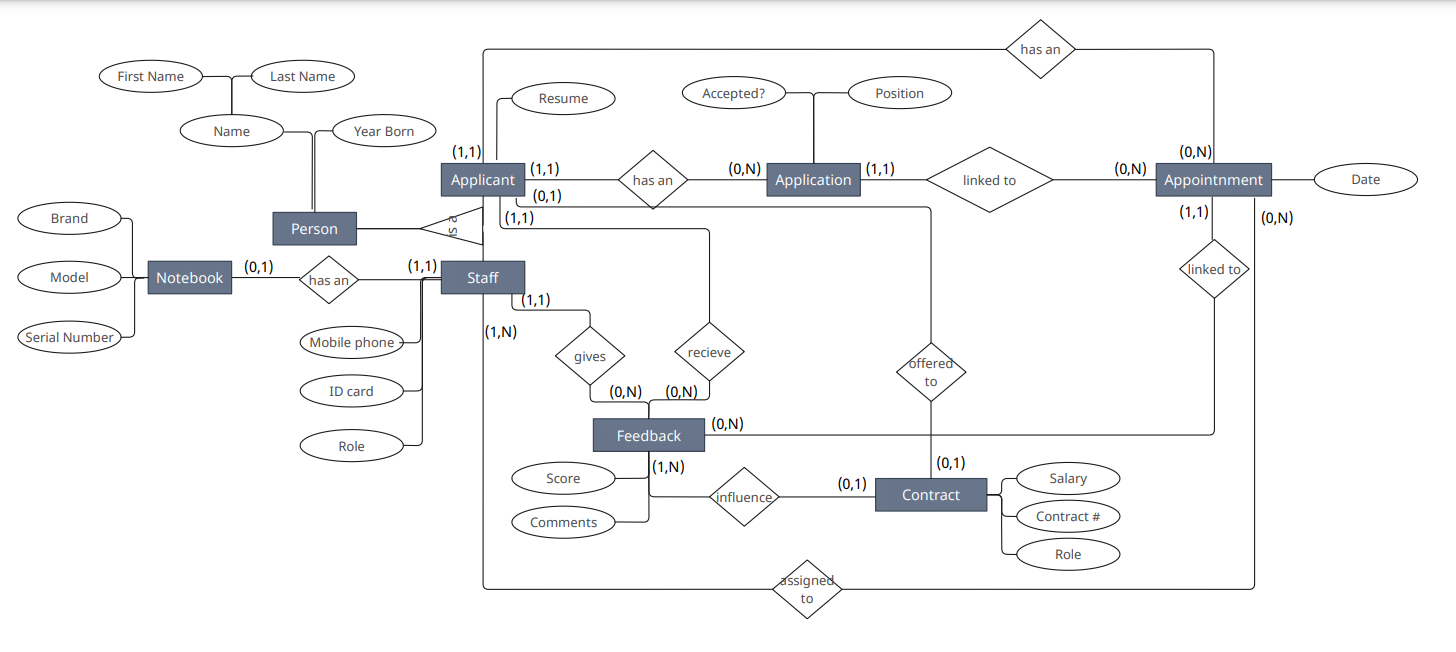 has an
First Name
Last Name
Resume
Accepted?
Position
Name
Year Born
(1,1)
(0,N)
Applicant
(1,1)
has an
(0,N)
Application
(1,1)
linked to
(0,N)
Appointnment
Date
(0,1)
(1,1)
(1,1)
(0,N)
Brand
Person
is a
Model
Notebook
(0,1)
has an
(1,1)
Staff
linked to
(1,1)
Serial Number
Mobile phone
(1,N)
gives
recieve
offered
to
ID card
(0,N)
(0,N)
Role
Feedback
(0,N)
(1,N)
(0,1)
Score
influence
(0,1)
Contract
Salary
Comments
Contract #
Role
assigned
to